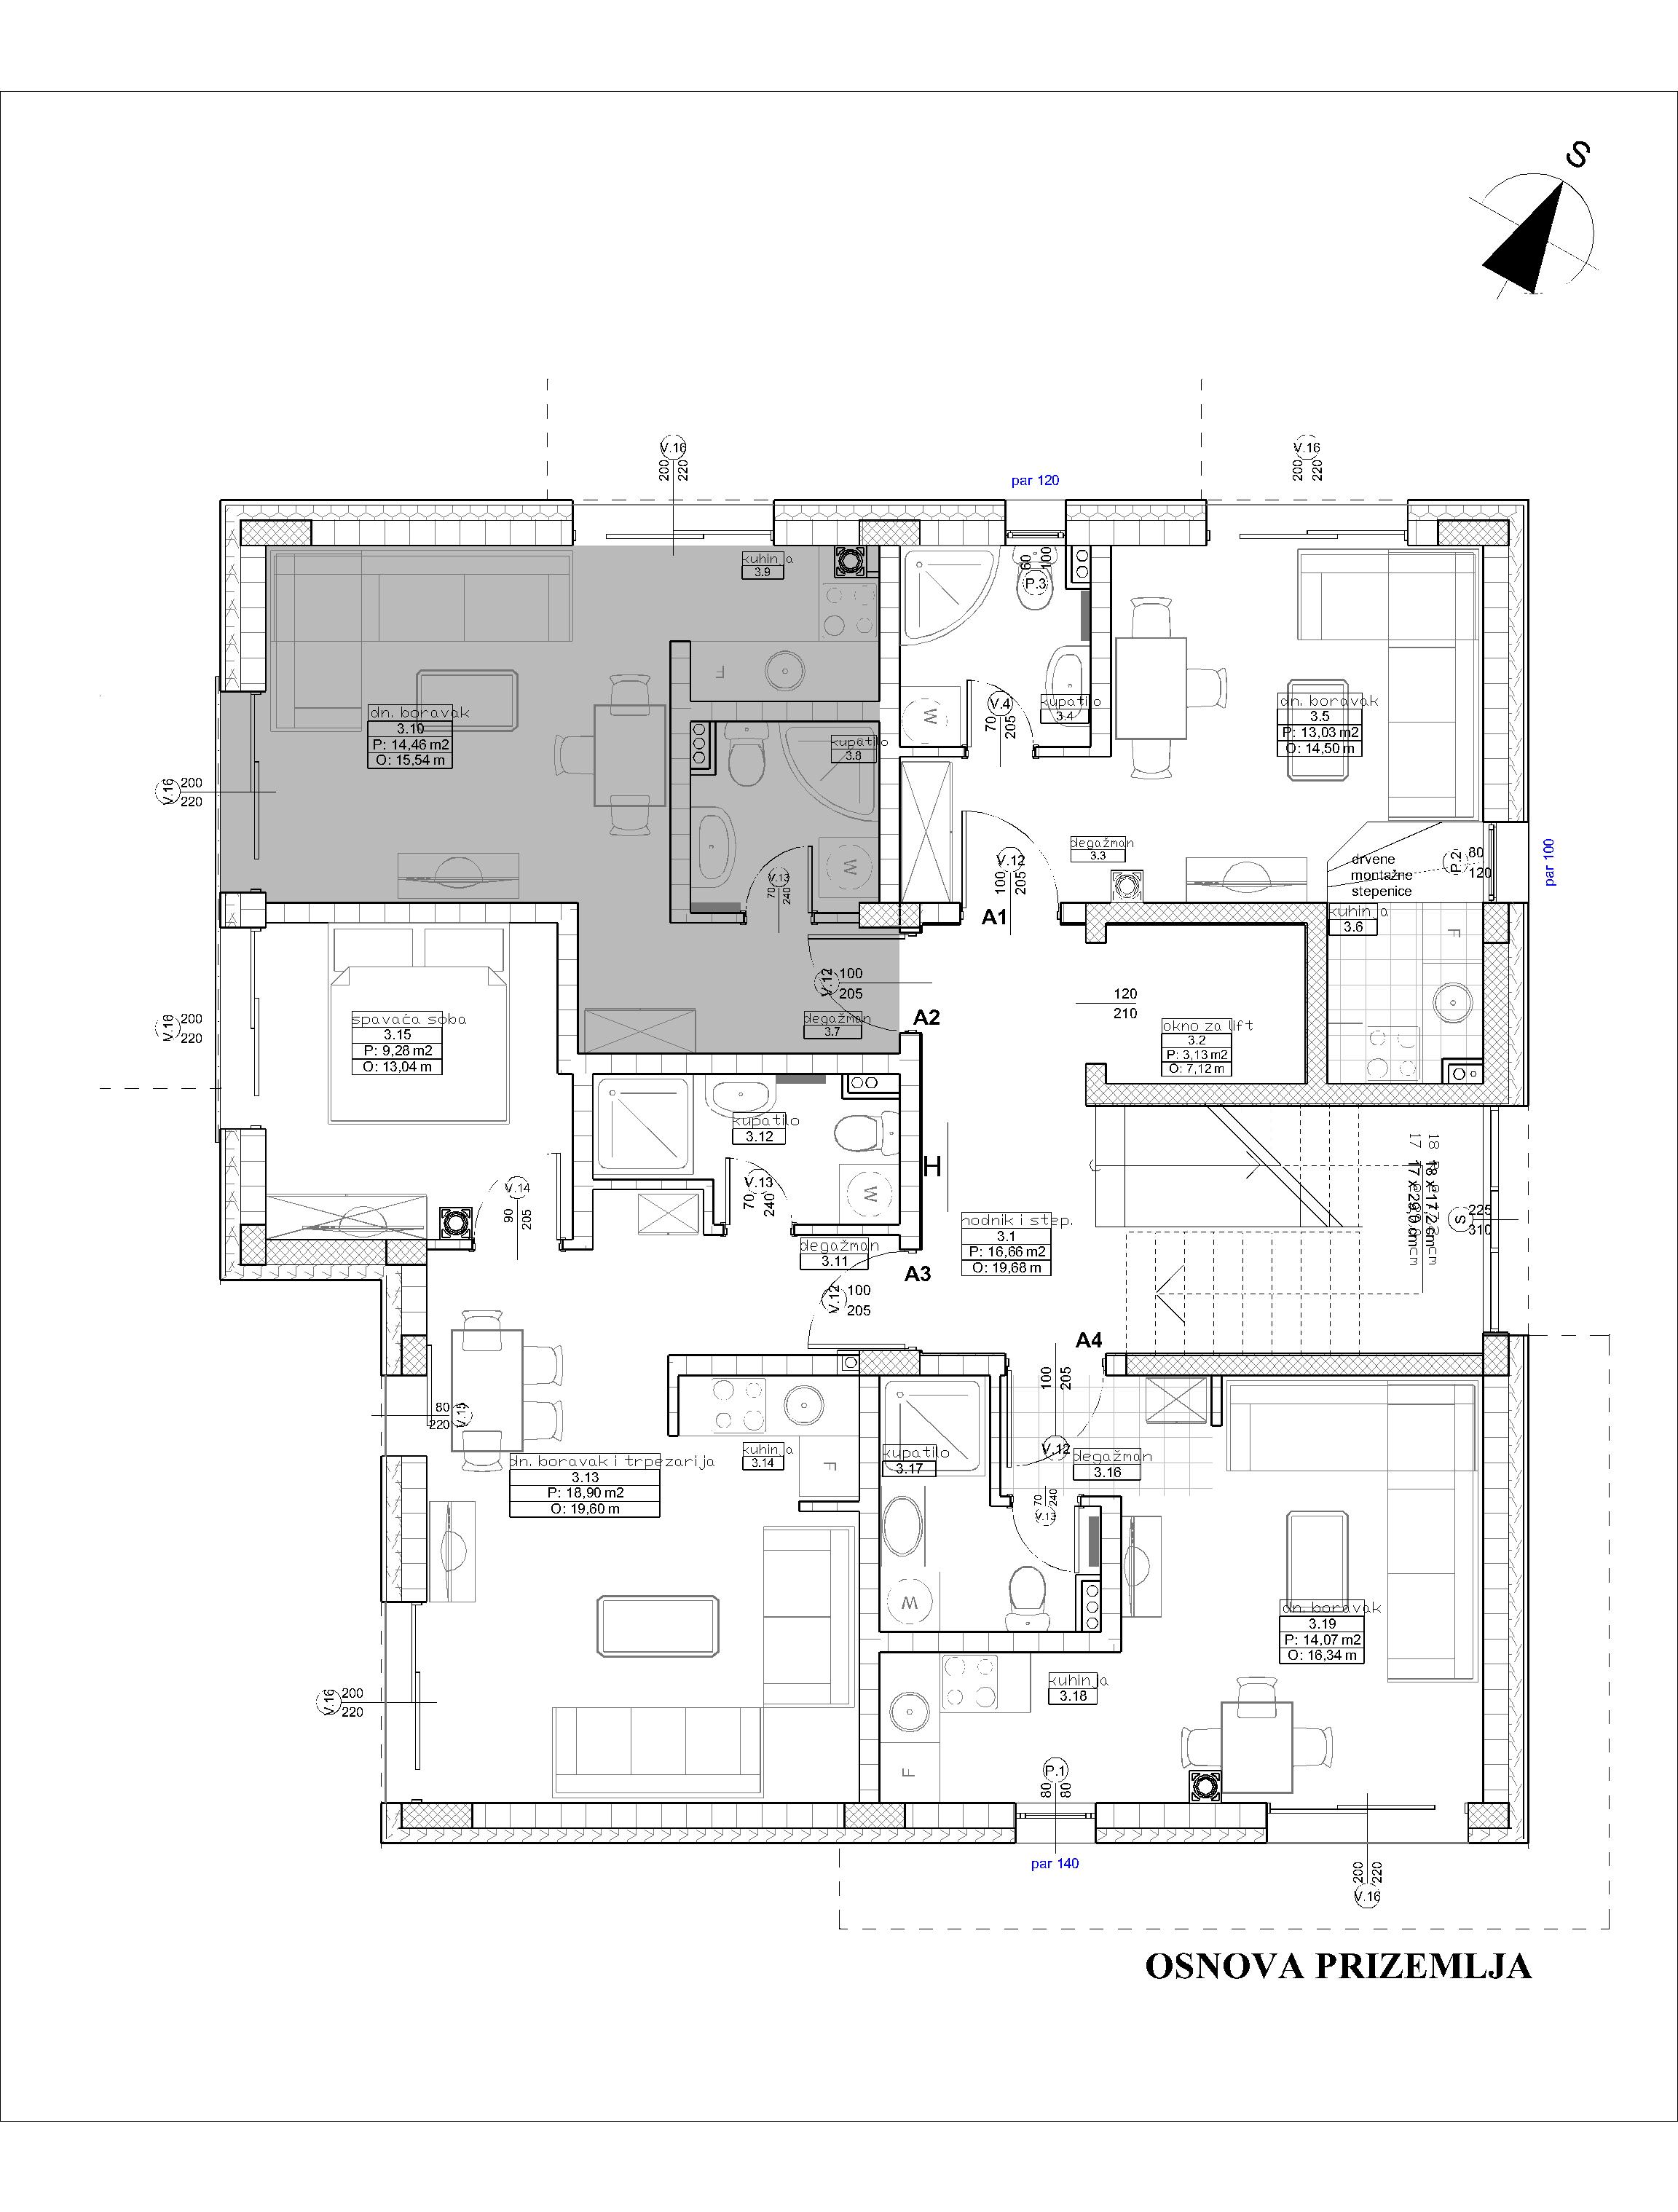 S
V.16
200
220
V.16
200
220
par 120
kuhinja
3.9
60
100
P.3
F
dn. boravak
3.10
P: 14,46 m2
O: 15,54 m
kupatilo
3.8
W
V.13
70
240
V.16
200
220
W
V.4
70
205
kupatilo
3.4
dn. boravak
3.5
P: 13,03 m2
O: 14,50 m
degažman
3.3
V.12
100
205
A1
drvene
montažne
stepenice
P.2
80
120
par 100
kuhinja
3.6
F
V.12
100
205
A2
degažman
3.7
120
210
okno za lift
3.2
P: 3,13 m2
O: 7,12 m
spavaća soba
3.15
P: 9,28 m2
O: 13,04 m
V.16
200
220
kupatilo
3.12
W
V.13
70
240
V.14
90
205
H
hodnik i step.
3.1
P: 16,66 m2
O: 19,68 m
S
225
310
degažman
3.11
A3
V.12
100
205
A4
100
205
V.12
80
220
V.15
dn. boravak i trpezarija
3.13
P: 18,90 m2
O: 19,60 m
kuhinja
3.14
F
kupatilo
3.17
degažman
3.16
70
240
V.13
W
dn. boravak
3.19
P: 14,07 m2
O: 16,34 m
kuhinja
3.18
F
V.16
200
220
P.1
80
80
par 140
200
220
V.16
OSNOVA PRIZEMLJA